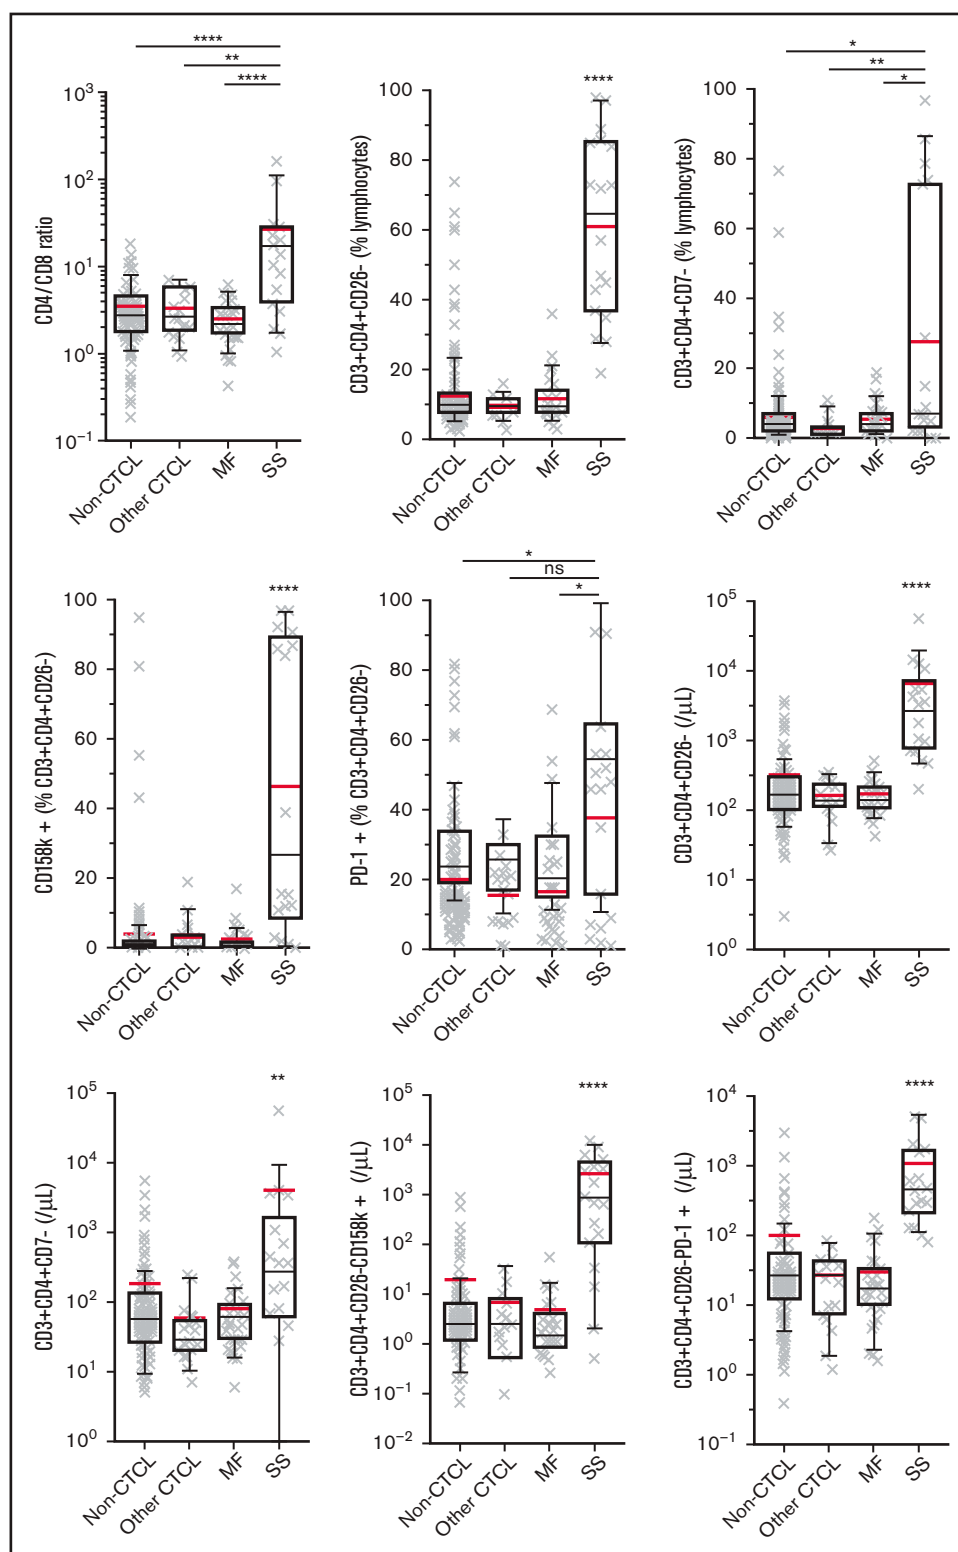 ****
**
****
CD4/CD8 ratio
10³
10²
10¹
10⁰
10⁻¹
Non-CTCL
Other CTCL
MF
SS
****
CD3+CD4+CD26- (% lymphocytes)
100
80
60
40
20
0
Non-CTCL
Other CTCL
MF
SS
*
**
*
CD3+CD4+CD7- (% lymphocytes)
100
80
60
40
20
0
Non-CTCL
Other CTCL
MF
SS
****
CD158k + (% CD3+CD4+CD26-)
100
80
60
40
20
0
Non-CTCL
Other CTCL
MF
SS
*
ns
*
PD-1 + (% CD3+CD4+CD26-)
100
80
60
40
20
0
Non-CTCL
Other CTCL
MF
SS
****
CD3+CD4+CD26- (/µL)
10⁵
10⁴
10³
10²
10¹
10⁰
Non-CTCL
Other CTCL
MF
SS
**
CD3+CD4+CD7- (/µL)
10⁵
10⁴
10³
10²
10¹
10⁰
Non-CTCL
Other CTCL
MF
SS
****
CD3+CD4+CD26-CD158k + (/µL)
10⁵
10⁴
10³
10²
10¹
10⁰
10⁻¹
10⁻²
Non-CTCL
Other CTCL
MF
SS
****
CD3+CD4+CD26-PD-1 + (/µL)
10⁴
10³
10²
10¹
10⁰
10⁻¹
Non-CTCL
Other CTCL
MF
SS